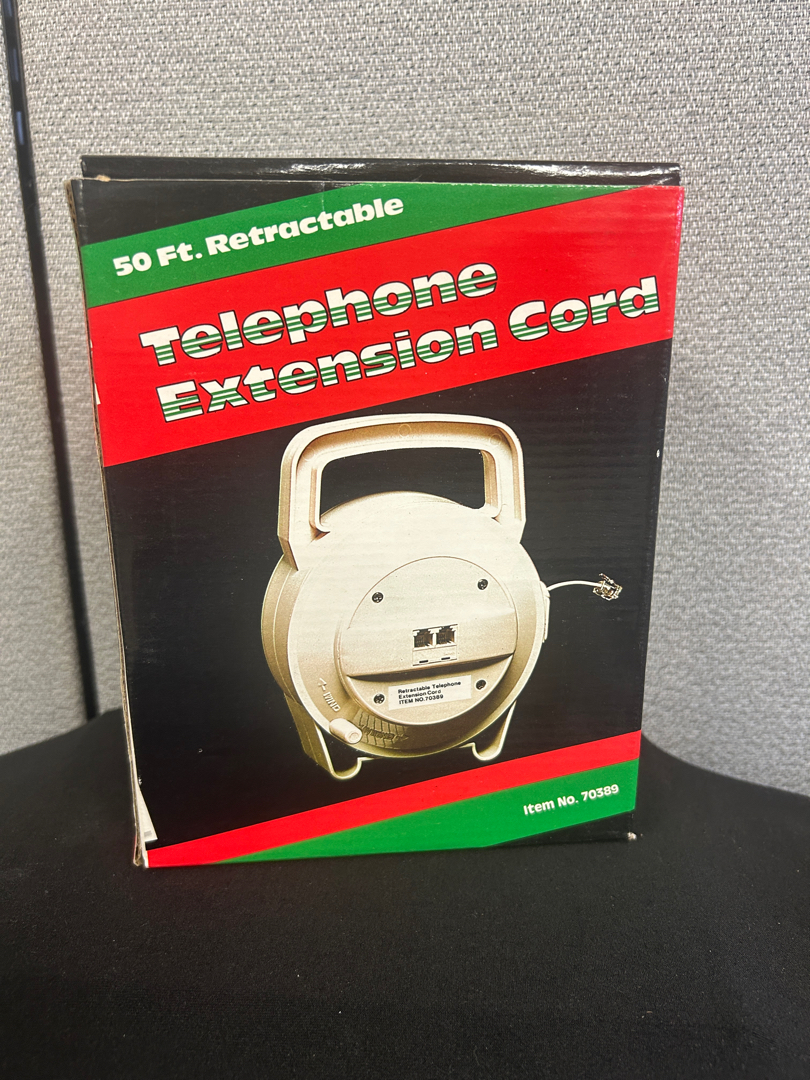 50 Ft. Retractable
Telephone
Extension Cord
Retractable Telephone
Extension Cord
ITEM NO.70389
Item No. 70389